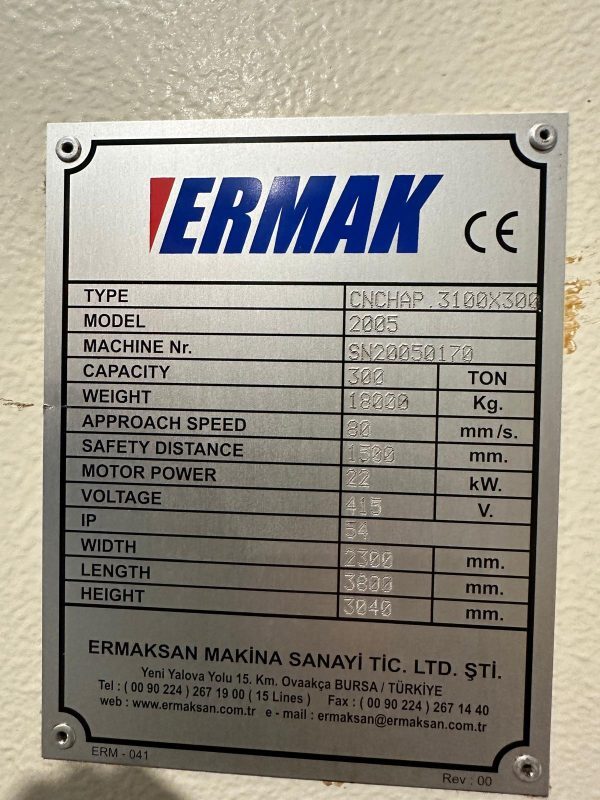 ERMAK CE
TYPE CNCHAP.3100X300
MODEL 2005
MACHINE Nr. SN20050170
CAPACITY 300 TON
WEIGHT 18000 Kg.
APPROACH SPEED 80 mm/s.
SAFETY DISTANCE 1500 mm.
MOTOR POWER 22 kW.
VOLTAGE 415 V.
IP 54
WIDTH 2300 mm.
LENGTH 3800 mm.
HEIGHT 3040 mm.
ERMAKSAN MAKİNA SANAYİ TİC. LTD. ŞTİ.
Yeni Yalova Yolu 15. Km. Ovaakça BURSA / TÜRKİYE
Tel : ( 00 90 224 ) 267 19 00 ( 15 Lines ) Fax : ( 00 90 224 ) 267 14 40
web : www.ermaksan.com.tr e - mail : ermaksan@ermaksan.com.tr
ERM - 041 Rev : 00